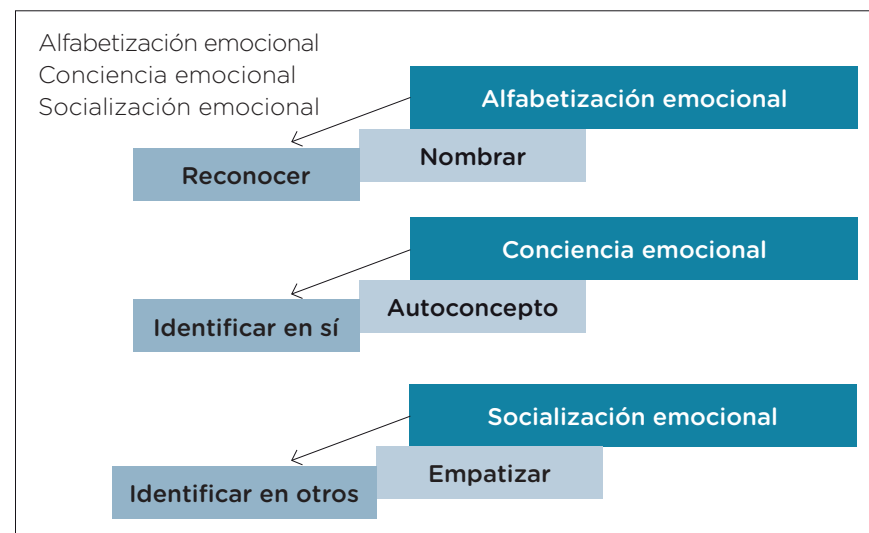 Alfabetización emocional
Conciencia emocional
Socialización emocional
Alfabetización emocional
Nombrar
Reconocer
Conciencia emocional
Autoconcepto
Identificar en sí
Socialización emocional
Empatizar
Identificar en otros